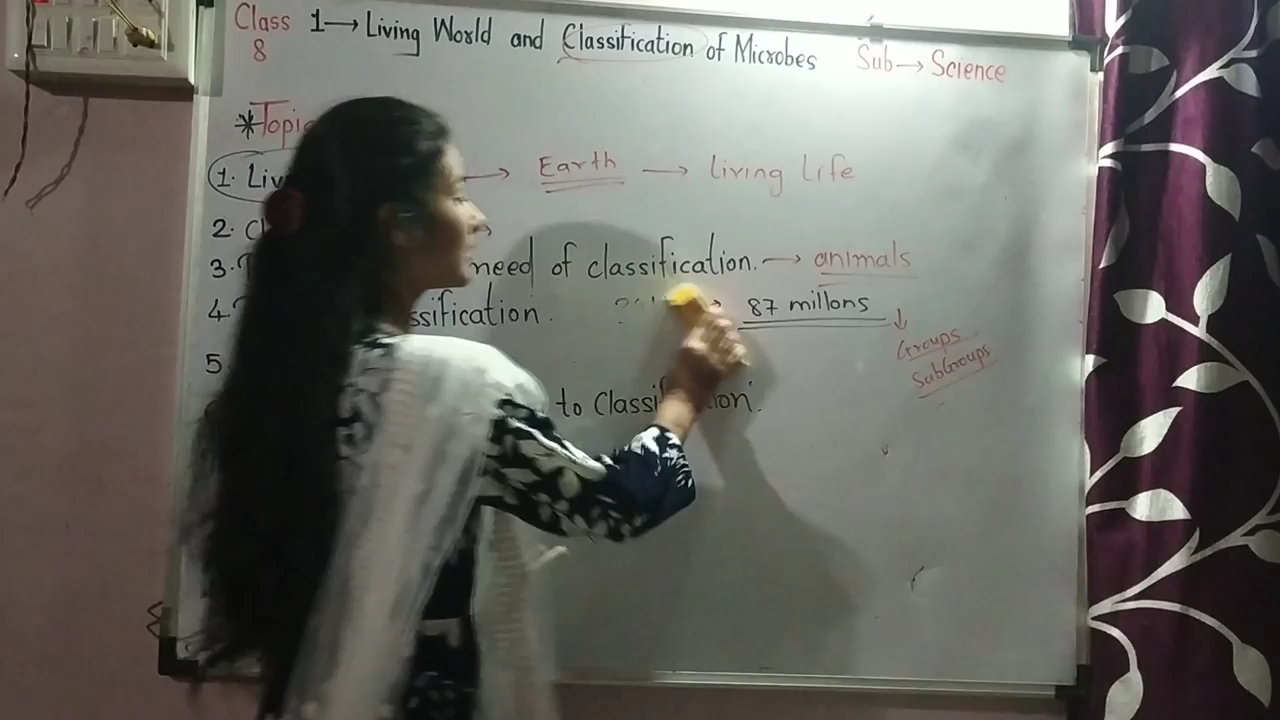 Class 1→Living World and Classification of Microbes Sub→Science
8
*Topic
1. Liv → Earth → living life
2. Cl
3. need of classification. → animals
4. ssification. → 87 millons
↓
Groups
SubGroups
5
to Classification.